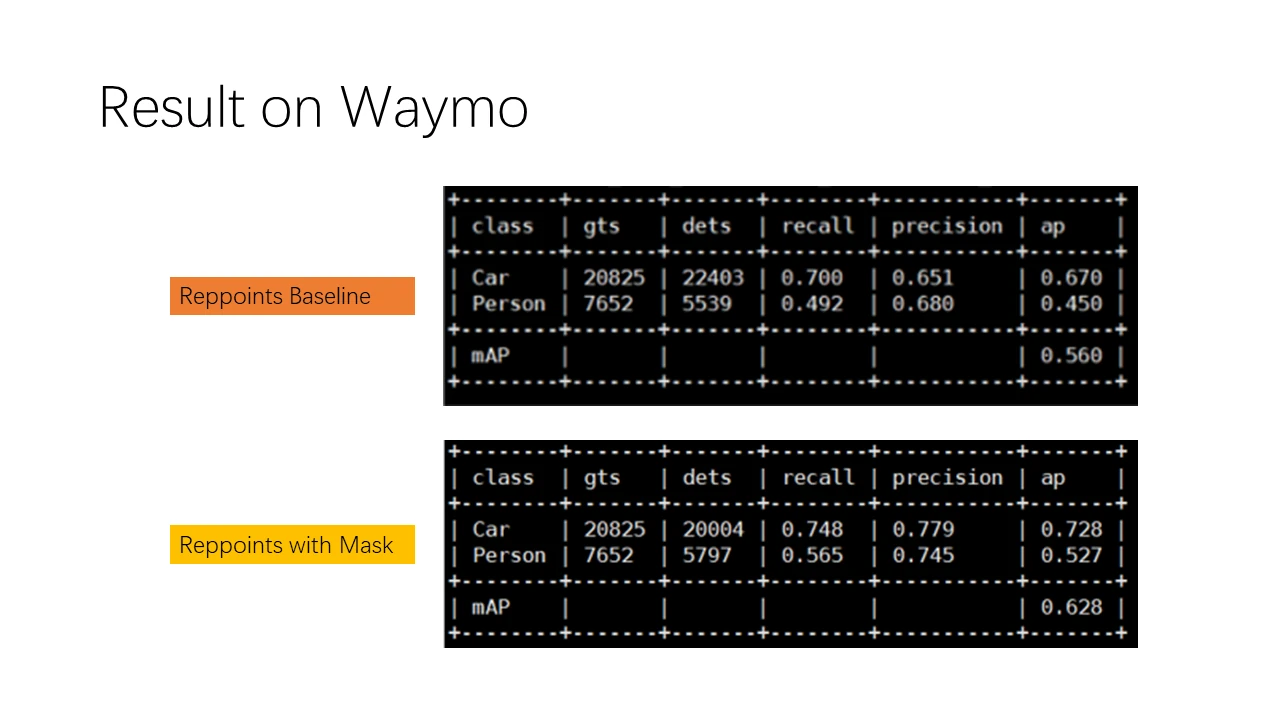 Result on Waymo
Reppoints Baseline
+--------+-------+-------+--------+-----------+-------+
| class | gts | dets | recall | precision | ap |
+--------+-------+-------+--------+-----------+-------+
| Car | 20825 | 22403 | 0.700 | 0.651 | 0.670 |
| Person | 7652 | 5539 | 0.492 | 0.680 | 0.450 |
+--------+-------+-------+--------+-----------+-------+
| mAP | | | | | 0.560 |
+--------+-------+-------+--------+-----------+-------+
Reppoints with Mask
+--------+-------+-------+--------+-----------+-------+
| class | gts | dets | recall | precision | ap |
+--------+-------+-------+--------+-----------+-------+
| Car | 20825 | 20004 | 0.748 | 0.779 | 0.728 |
| Person | 7652 | 5797 | 0.565 | 0.745 | 0.527 |
+--------+-------+-------+--------+-----------+-------+
| mAP | | | | | 0.628 |
+--------+-------+-------+--------+-----------+-------+